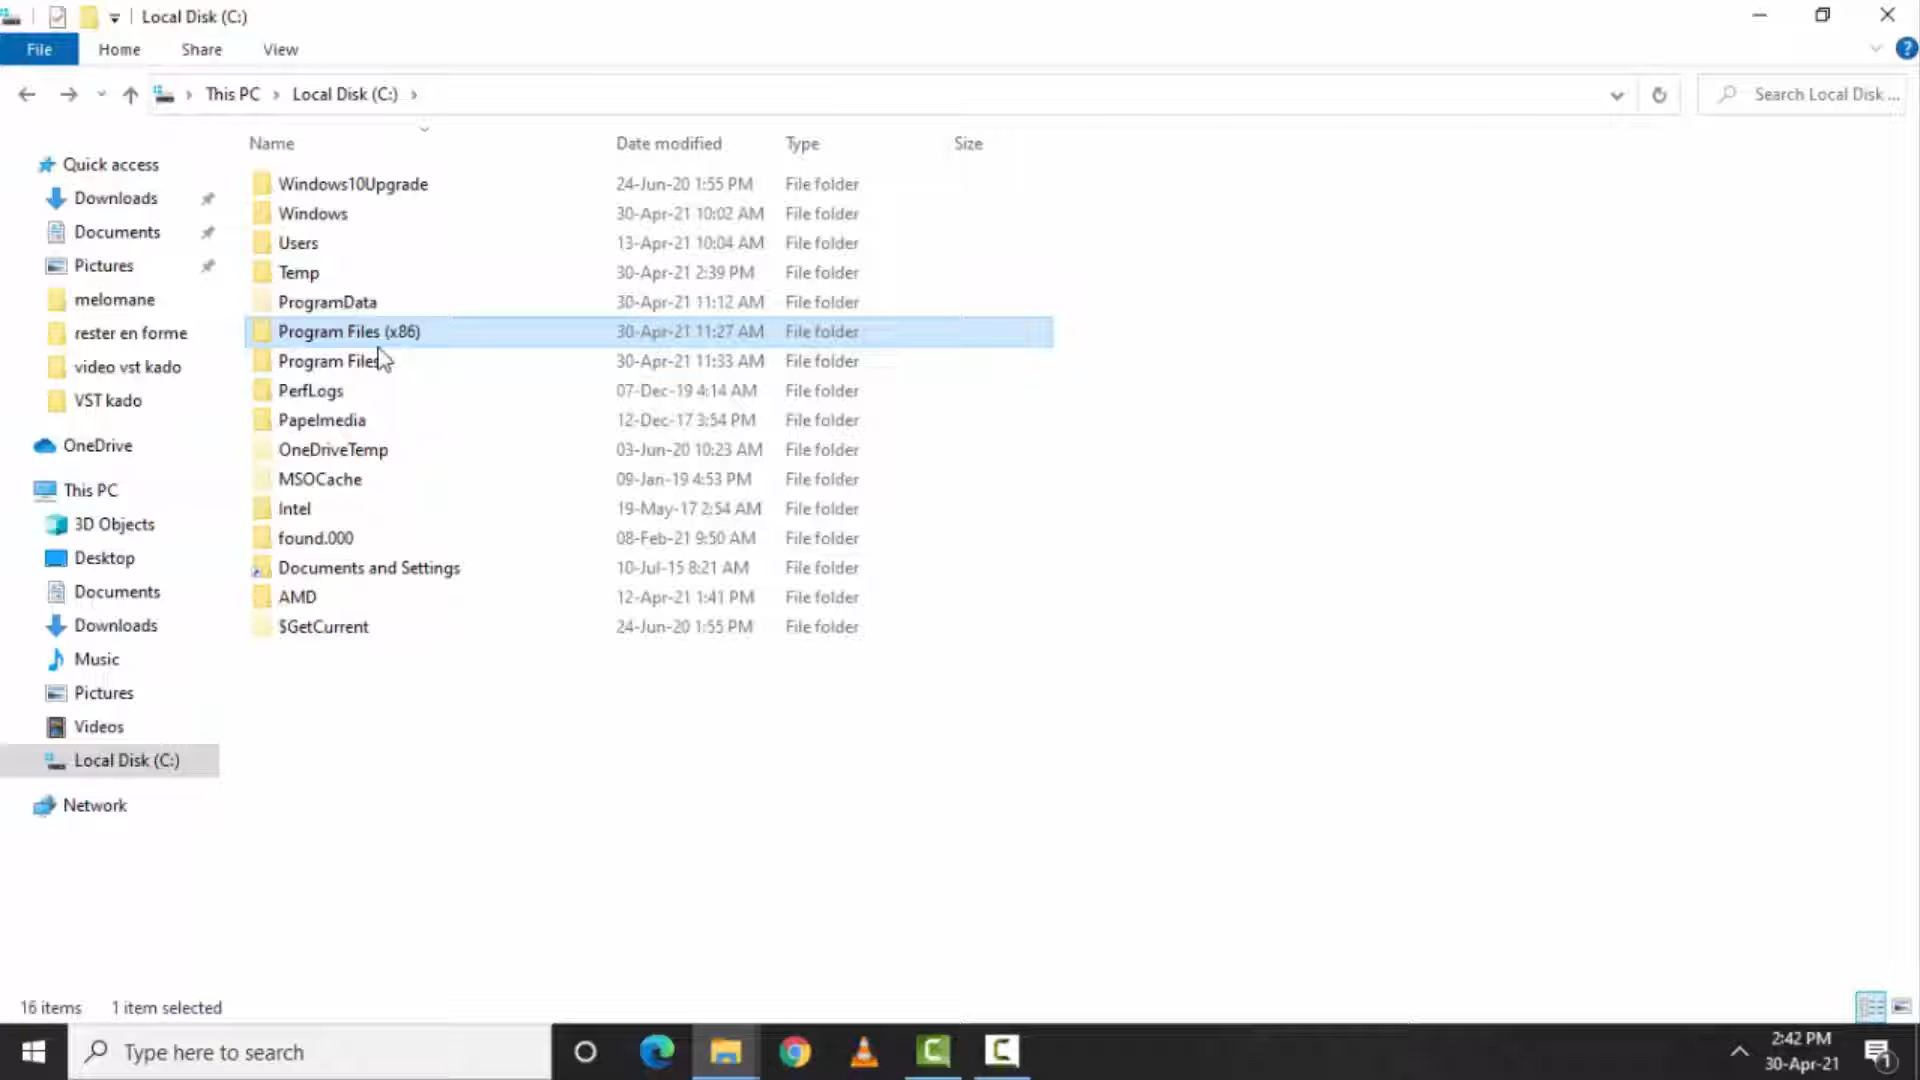 Local Disk (C:)
File Home Share View
This PC Local Disk (C:) Search Local Disk ...
Name Date modified Type Size
Quick access
Downloads
Documents
Pictures
melomane
rester en forme
video vst kado
VST kado
OneDrive
This PC
3D Objects
Desktop
Documents
Downloads
Music
Pictures
Videos
Local Disk (C:)
Network
Windows10Upgrade 24-Jun-20 1:55 PM File folder
Windows 30-Apr-21 10:02 AM File folder
Users 13-Apr-21 10:04 AM File folder
Temp 30-Apr-21 2:39 PM File folder
ProgramData 30-Apr-21 11:12 AM File folder
Program Files (x86) 30-Apr-21 11:27 AM File folder
Program Files 30-Apr-21 11:33 AM File folder
PerfLogs 07-Dec-19 4:14 AM File folder
Papelmedia 12-Dec-17 3:54 PM File folder
OneDriveTemp 03-Jun-20 10:23 AM File folder
MSOCache 09-Jan-19 4:53 PM File folder
Intel 19-May-17 2:54 AM File folder
found.000 08-Feb-21 9:50 AM File folder
Documents and Settings 10-Jul-15 8:21 AM File folder
AMD 12-Apr-21 1:41 PM File folder
$GetCurrent 24-Jun-20 1:55 PM File folder
16 items 1 item selected
Type here to search
2:42 PM
30-Apr-21
1